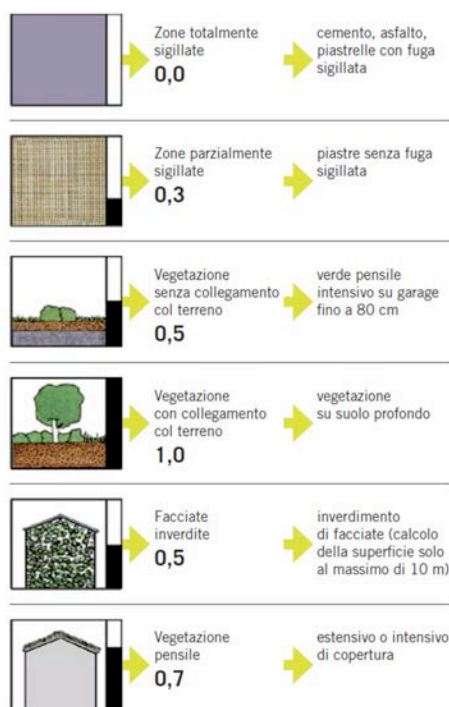 Zone totalmente
sigillate
0,0
cemento, asfalto,
piastrelle con fuga
sigillata
Zone parzialmente
sigillate
0,3
piastre senza fuga
sigillata
Vegetazione
senza collegamento
col terreno
0,5
verde pensile
intensivo su garage
fino a 80 cm
Vegetazione
con collegamento
col terreno
1,0
vegetazione
su suolo profondo
Facciate
inverdite
0,5
inverdimento
di facciate (calcolo
della superficie solo
al massimo di 10 m)
Vegetazione
pensile
0,7
estensivo o intensivo
di copertura